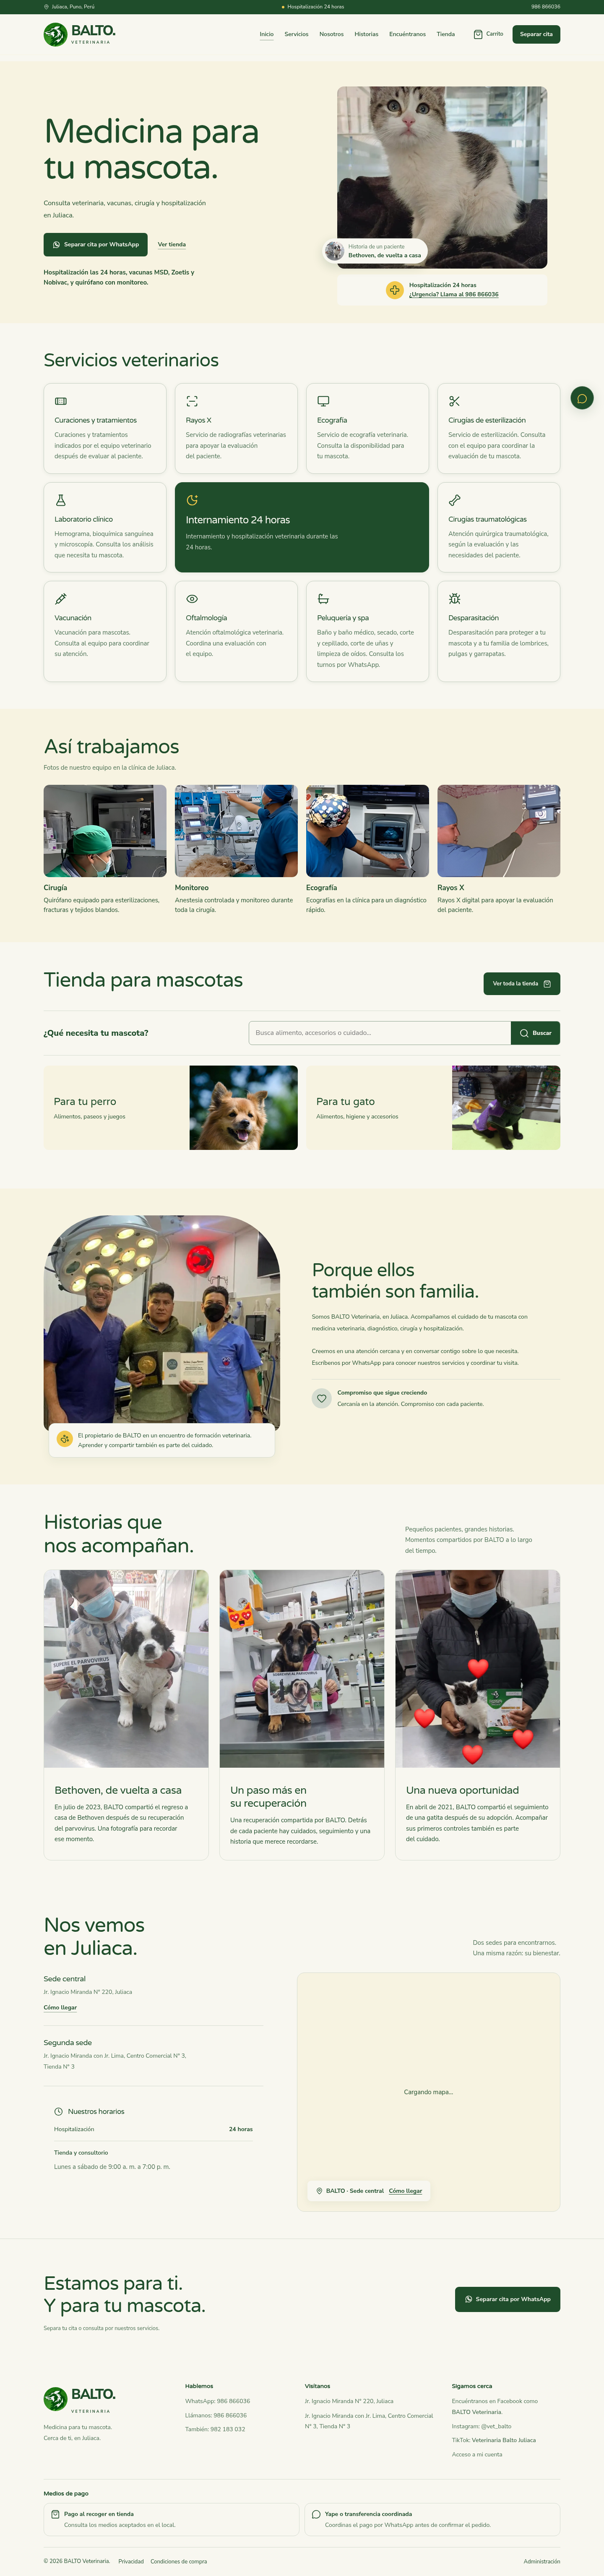 Juliaca, Puno, Perú
Hospitalización 24 horas
986 866036
BALTO.
VETERINARIA
Inicio
Servicios
Nosotros
Historias
Encuéntranos
Tienda
Carrito
Separar cita
Medicina para
tu mascota.
Consulta veterinaria, vacunas, cirugía y hospitalización
en Juliaca.
Separar cita por WhatsApp
Ver tienda
Hospitalización las 24 horas, vacunas MSD, Zoetis y
Nobivac, y quirófano con monitoreo.
Historia de un paciente
Bethoven, de vuelta a casa
Hospitalización 24 horas
¿Urgencia? Llama al 986 866036
Servicios veterinarios
Curaciones y tratamientos
Curaciones y tratamientos
indicados por el equipo veterinario
después de evaluar al paciente.
Rayos X
Servicio de radiografías veterinarias
para apoyar la evaluación
del paciente.
Ecografía
Servicio de ecografía veterinaria.
Consulta la disponibilidad para
tu mascota.
Cirugías de esterilización
Servicio de esterilización. Consulta
con el equipo para coordinar la
evaluación de tu mascota.
Laboratorio clínico
Hemograma, bioquímica sanguínea
y microscopía. Consulta los análisis
que necesita tu mascota.
Internamiento 24 horas
Internamiento y hospitalización veterinaria durante las
24 horas.
Cirugías traumatológicas
Atención quirúrgica traumatológica,
según la evaluación y las
necesidades del paciente.
Vacunación
Vacunación para mascotas.
Consulta al equipo para coordinar
su atención.
Oftalmología
Atención oftalmológica veterinaria.
Coordina una evaluación con
el equipo.
Peluquería y spa
Baño y baño médico, secado, corte
y cepillado, corte de uñas y
limpieza de oídos. Consulta los
turnos por WhatsApp.
Desparasitación
Desparasitación para proteger a tu
mascota y a tu familia de lombrices,
pulgas y garrapatas.
Así trabajamos
Fotos de nuestro equipo en la clínica de Juliaca.
Cirugía
Quirófano equipado para esterilizaciones,
fracturas y tejidos blandos.
Monitoreo
Anestesia controlada y monitoreo durante
toda la cirugía.
Ecografía
Ecografías en la clínica para un diagnóstico
rápido.
Rayos X
Rayos X digital para apoyar la evaluación
del paciente.
Tienda para mascotas
Ver toda la tienda
¿Qué necesita tu mascota?
Busca alimento, accesorios o cuidado...
Buscar
Para tu perro
Alimentos, paseos y juegos
Para tu gato
Alimentos, higiene y accesorios
El propietario de BALTO en un encuentro de formación veterinaria.
Aprender y compartir también es parte del cuidado.
Porque ellos
también son familia.
Somos BALTO Veterinaria, en Juliaca. Acompañamos el cuidado de tu mascota con
medicina veterinaria, diagnóstico, cirugía y hospitalización.
Creemos en una atención cercana y en conversar contigo sobre lo que necesita.
Escríbenos por WhatsApp para conocer nuestros servicios y coordinar tu visita.
Compromiso que sigue creciendo
Cercanía en la atención. Compromiso con cada paciente.
Historias que
nos acompañan.
Pequeños pacientes, grandes historias.
Momentos compartidos por BALTO a lo largo
del tiempo.
SUPERE EL PARVOVIRUS
Bethoven, de vuelta a casa
En julio de 2023, BALTO compartió el regreso a
casa de Bethoven después de su recuperación
del parvovirus. Una fotografía para recordar
ese momento.
Un paso más en
su recuperación
Una recuperación compartida por BALTO. Detrás
de cada paciente hay cuidados, seguimiento y una
historia que merece recordarse.
Una nueva oportunidad
En abril de 2021, BALTO compartió el seguimiento
de una gatita después de su adopción. Acompañar
sus primeros controles también es parte
del cuidado.
Nos vemos
en Juliaca.
Dos sedes para encontrarnos.
Una misma razón: su bienestar.
Sede central
Jr. Ignacio Miranda N° 220, Juliaca
Cómo llegar
Segunda sede
Jr. Ignacio Miranda con Jr. Lima, Centro Comercial N° 3,
Tienda N° 3
Nuestros horarios
Hospitalización
24 horas
Tienda y consultorio
Lunes a sábado de 9:00 a. m. a 7:00 p. m.
Cargando mapa...
BALTO · Sede central
Cómo llegar
Estamos para ti.
Y para tu mascota.
Separa tu cita o consulta por nuestros servicios.
Separar cita por WhatsApp
BALTO.
VETERINARIA
Medicina para tu mascota.
Cerca de ti, en Juliaca.
Hablemos
WhatsApp: 986 866036
Llámanos: 986 866036
También: 982 183 032
Visítanos
Jr. Ignacio Miranda N° 220, Juliaca
Jr. Ignacio Miranda con Jr. Lima, Centro Comercial
N° 3, Tienda N° 3
Sigamos cerca
Encuéntranos en Facebook como
BALTO Veterinaria.
Instagram: @vet_balto
TikTok: Veterinaria Balto Juliaca
Acceso a mi cuenta
Medios de pago
Pago al recoger en tienda
Consulta los medios aceptados en el local.
Yape o transferencia coordinada
Coordinas el pago por WhatsApp antes de confirmar el pedido.
© 2026 BALTO Veterinaria.
Privacidad
Condiciones de compra
Administración